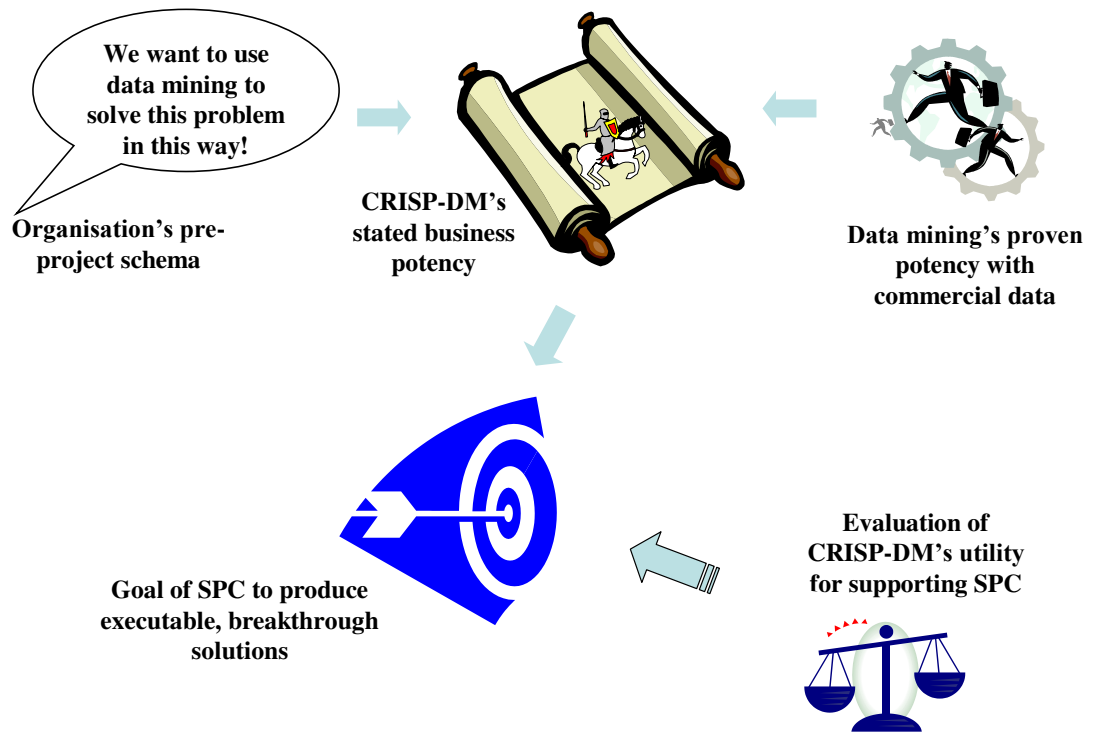 We want to use
data mining to
solve this problem
in this way!
Organisation's pre-
project schema
CRISP-DM's
stated business
potency
Data mining's proven
potency with
commercial data
Goal of SPC to produce
executable, breakthrough
solutions
Evaluation of
CRISP-DM's utility
for supporting SPC